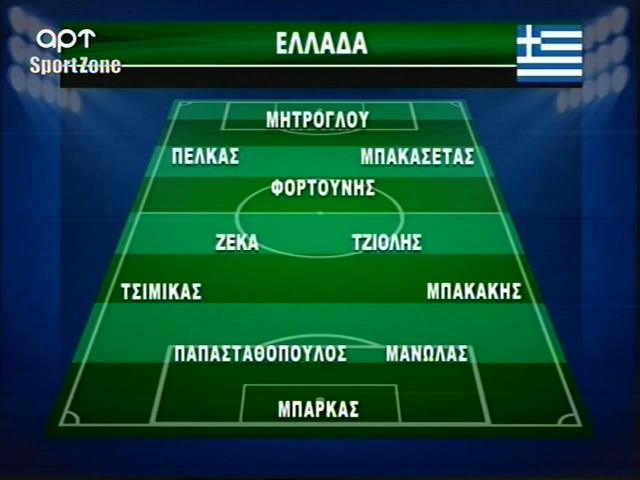 αρτ
SportZone
ΕΛΛΑΔΑ
ΜΗΤΡΟΓΛΟΥ
ΠΕΛΚΑΣ ΜΠΑΚΑΣΕΤΑΣ
ΦΟΡΤΟΥΝΗΣ
ΖΕΚΑ ΤΖΙΟΛΗΣ
ΤΣΙΜΙΚΑΣ ΜΠΑΚΑΚΗΣ
ΠΑΠΑΣΤΑΘΟΠΟΥΛΟΣ ΜΑΝΩΛΑΣ
ΜΠΑΡΚΑΣ